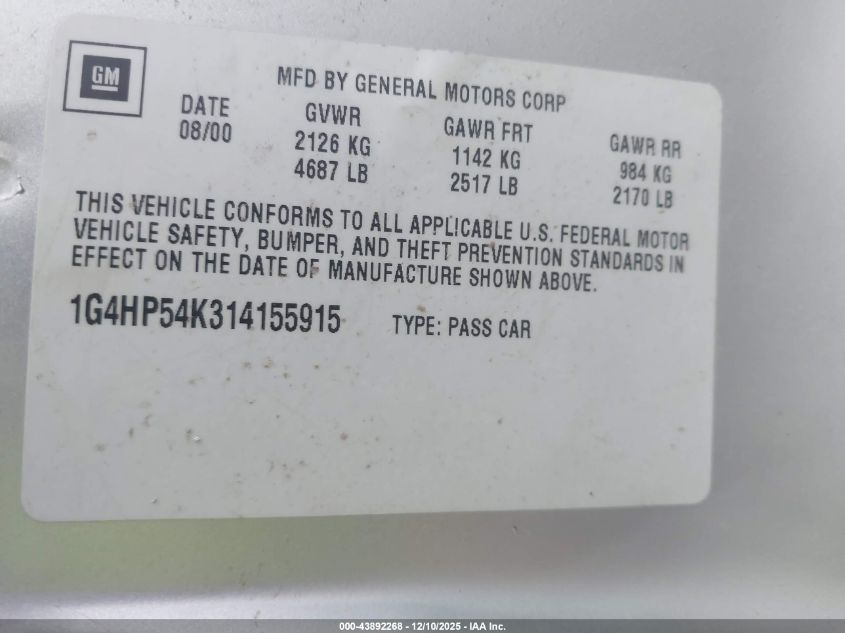 GM
MFD BY GENERAL MOTORS CORP
DATE GVWR GAWR FRT GAWR RR
08/00 2126 KG 1142 KG 984 KG
4687 LB 2517 LB 2170 LB
THIS VEHICLE CONFORMS TO ALL APPLICABLE U.S. FEDERAL MOTOR
VEHICLE SAFETY, BUMPER, AND THEFT PREVENTION STANDARDS IN
EFFECT ON THE DATE OF MANUFACTURE SHOWN ABOVE.
1G4HP54K314155915 TYPE: PASS CAR
000-43892268 - 12/10/2025 - IAA Inc.